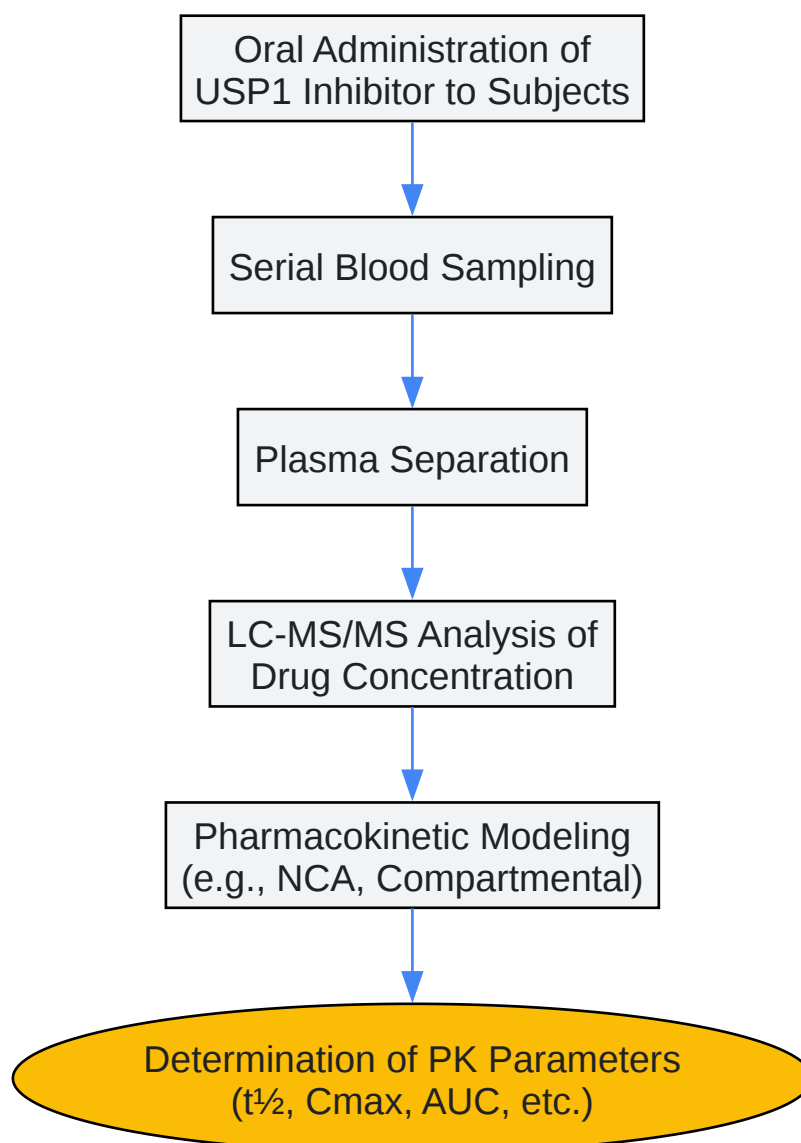 Oral Administration of
USP1 Inhibitor to Subjects
Serial Blood Sampling
Plasma Separation
LC-MS/MS Analysis of
Drug Concentration
Pharmacokinetic Modeling
(e.g., NCA, Compartmental)
Determination of PK Parameters
(t½, Cmax, AUC, etc.)